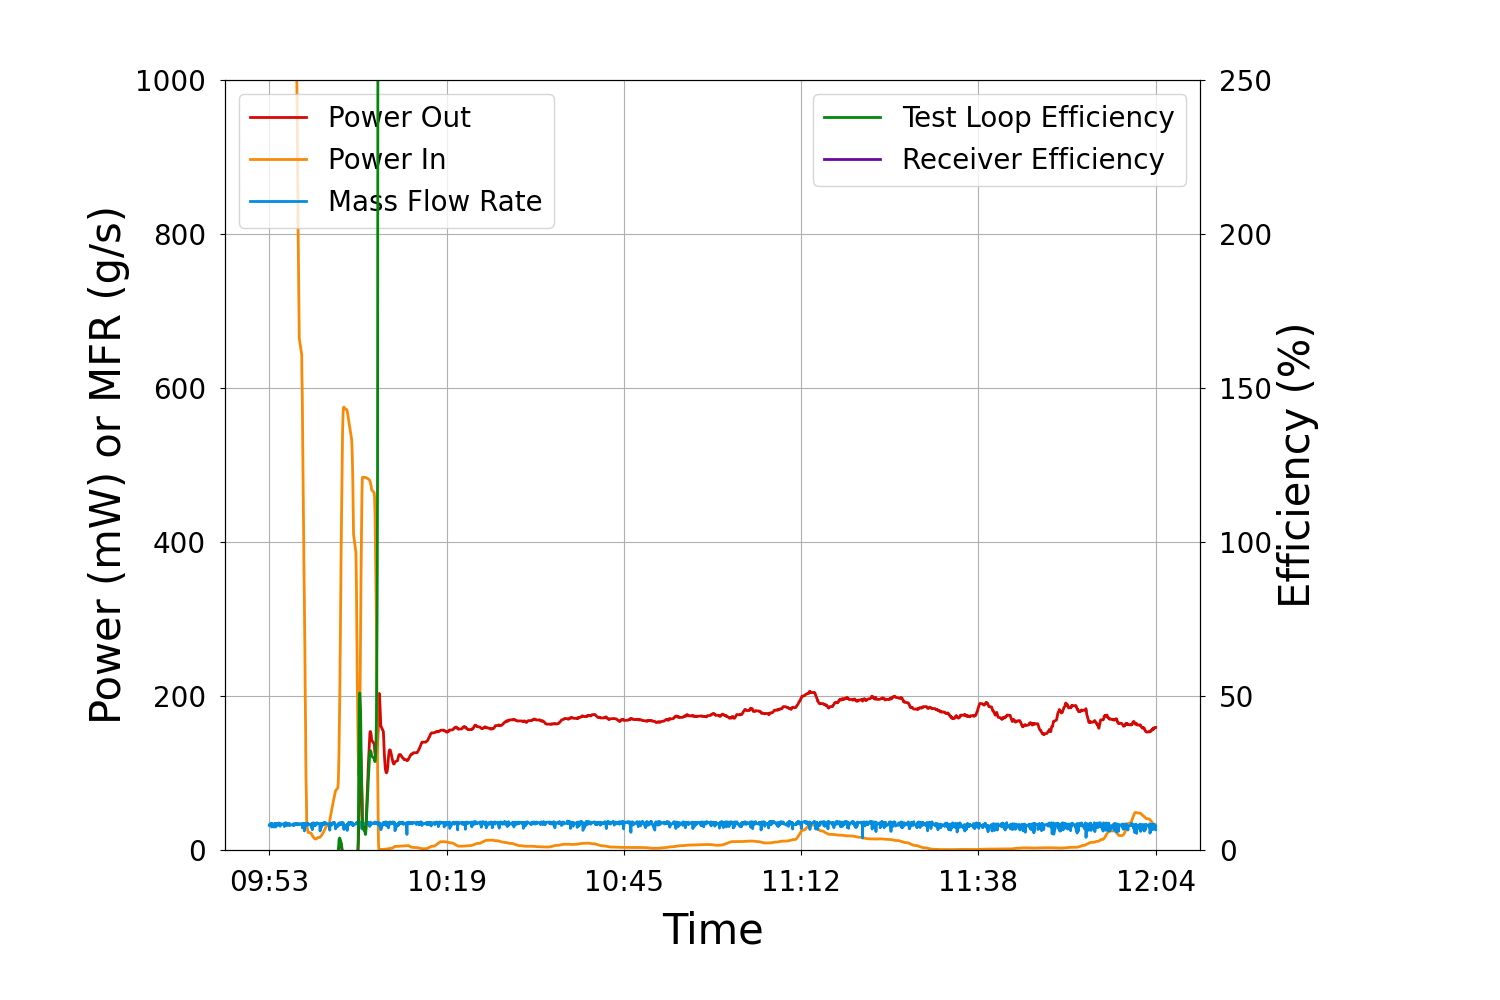 1000
800
600
400
200
0
Power (mW) or MFR (g/s)
Power Out
Power In
Mass Flow Rate
Test Loop Efficiency
Receiver Efficiency
250
200
150
100
50
0
Efficiency (%)
09:53 10:19 10:45 11:12 11:38 12:04
Time